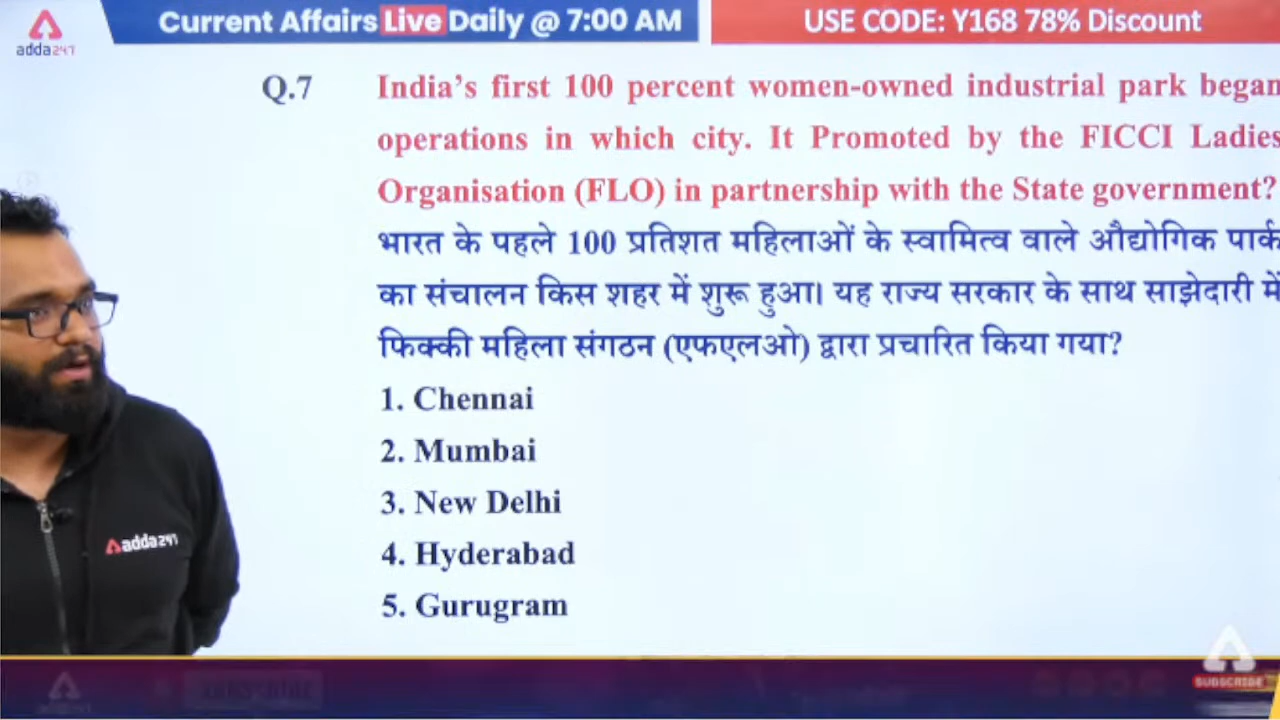 Current Affairs Live Daily @ 7:00 AM
USE CODE: Y168 78% Discount
adda247
Q.7 India's first 100 percent women-owned industrial park began
operations in which city. It Promoted by the FICCI Ladies
Organisation (FLO) in partnership with the State government?
भारत के पहले 100 प्रतिशत महिलाओं के स्वामित्व वाले औद्योगिक पार्क
का संचालन किस शहर में शुरू हुआ। यह राज्य सरकार के साथ साझेदारी में
फिक्की महिला संगठन (एफएलओ) द्वारा प्रचारित किया गया?
1. Chennai
2. Mumbai
3. New Delhi
4. Hyderabad
5. Gurugram
adda247
SUBSCRIBE